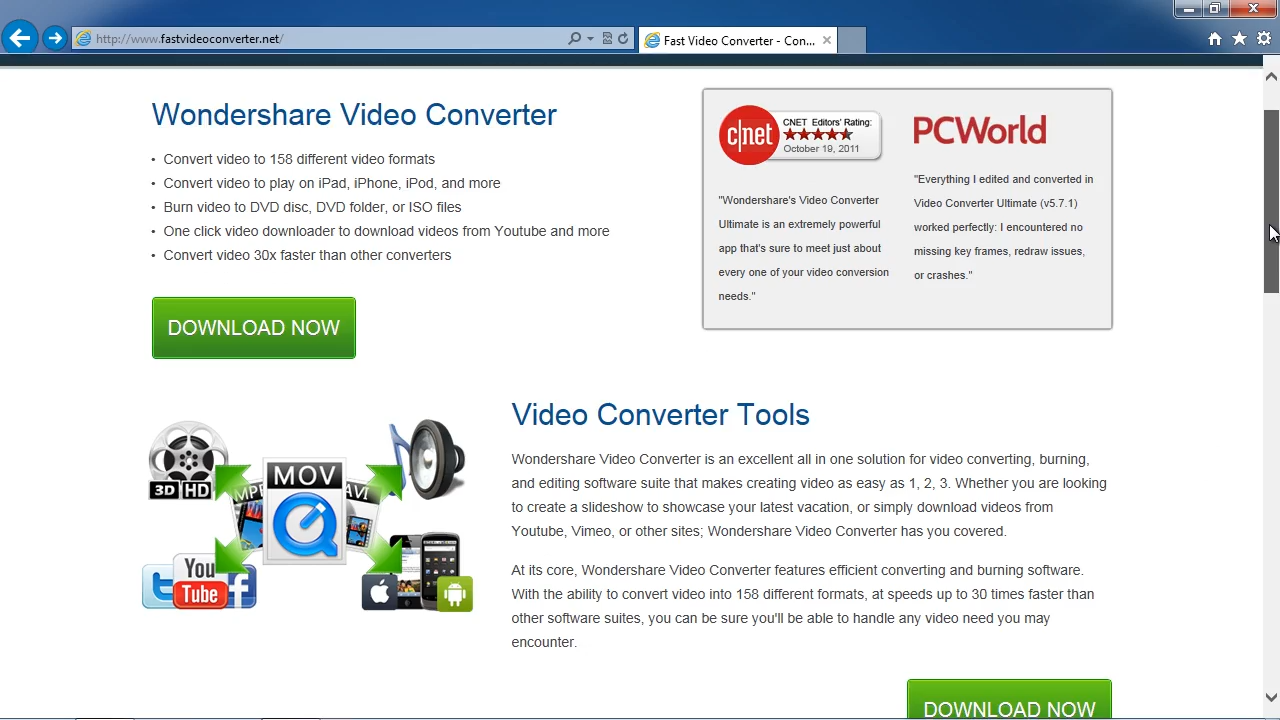 http://www.fastvideoconverter.net/
Fast Video Converter - Con...
Wondershare Video Converter
• Convert video to 158 different video formats
• Convert video to play on iPad, iPhone, iPod, and more
• Burn video to DVD disc, DVD folder, or ISO files
• One click video downloader to download videos from Youtube and more
• Convert video 30x faster than other converters
DOWNLOAD NOW
c|net
CNET Editors' Rating:
October 19, 2011
"Wondershare's Video Converter
Ultimate is an extremely powerful
app that's sure to meet just about
every one of your video conversion
needs."
PCWorld
"Everything I edited and converted in
Video Converter Ultimate (v5.7.1)
worked perfectly: I encountered no
missing key frames, redraw issues,
or crashes."
3D HD
MOV
AVI
You
Tube
Video Converter Tools
Wondershare Video Converter is an excellent all in one solution for video converting, burning,
and editing software suite that makes creating video as easy as 1, 2, 3. Whether you are looking
to create a slideshow to showcase your latest vacation, or simply download videos from
Youtube, Vimeo, or other sites; Wondershare Video Converter has you covered.
At its core, Wondershare Video Converter features efficient converting and burning software.
With the ability to convert video into 158 different formats, at speeds up to 30 times faster than
other software suites, you can be sure you'll be able to handle any video need you may
encounter.
DOWNLOAD NOW